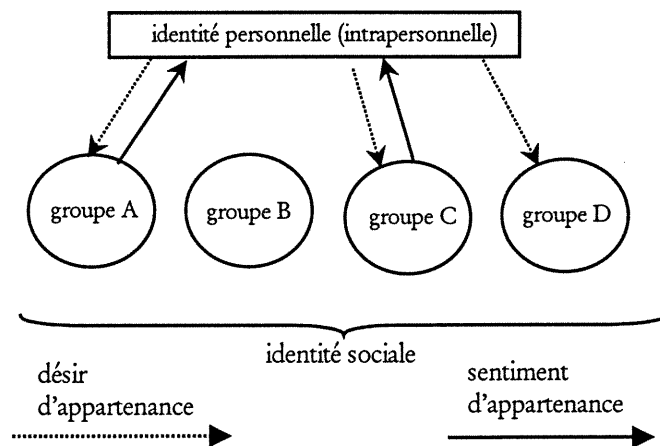 identité personnelle (intrapersonnelle)
groupe A
groupe B
groupe C
groupe D
identité sociale
désir
d'appartenance
sentiment
d'appartenance